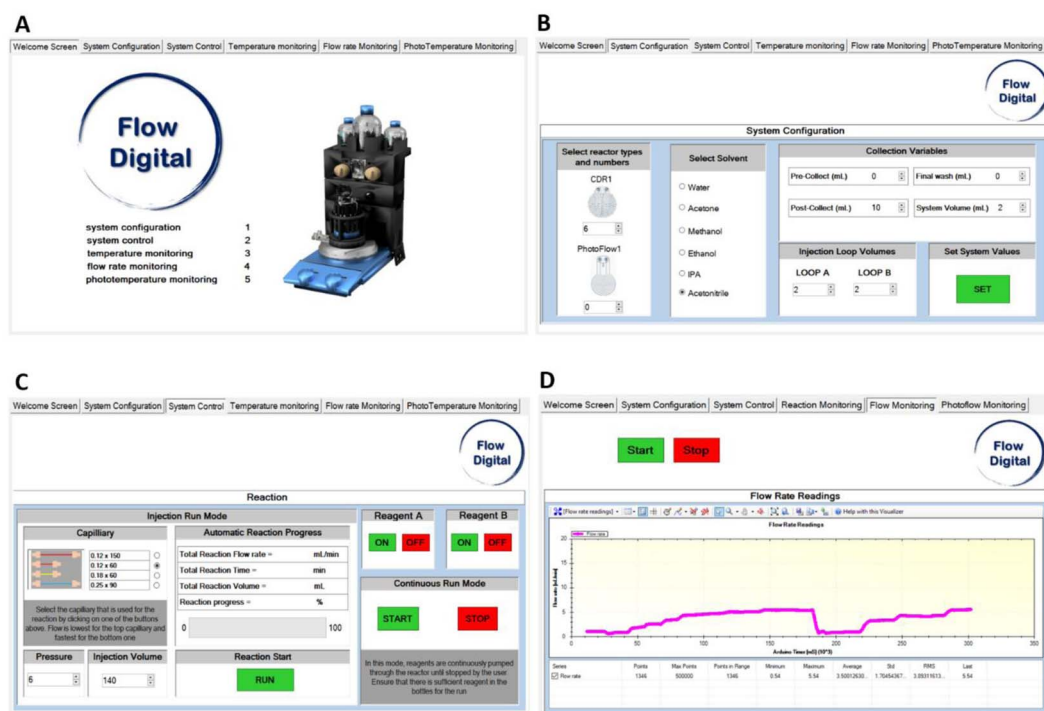 A
Welcome Screen System Configuration System Control Temperature monitoring Flow rate Monitoring PhotoTemperature Monitoring
Flow
Digital
system configuration 1
system control 2
temperature monitoring 3
flow rate monitoring 4
phototemperature monitoring 5
B
Welcome Screen System Configuration System Control Temperature monitoring Flow rate Monitoring PhotoTemperature Monitoring
Flow
Digital
System Configuration
Select reactor types
and numbers
CDR1
6
PhotoFlow1
0
Select Solvent
Water
Acetone
Methanol
Ethanol
IPA
Acetonitrile
Collection Variables
Pre-Collect (mL) 0 Final wash (mL) 0
Post-Collect (mL) 10 System Volume (mL) 2
Injection Loop Volumes
LOOP A LOOP B
2 2
Set System Values
SET
C
Welcome Screen System Configuration System Control Temperature monitoring Flow rate Monitoring PhotoTemperature Monitoring
Flow
Digital
Reaction
Injection Run Mode
Capilliary
0.12 x 150
0.12 x 60
0.18 x 60
0.25 x 90
Select the capilliary that is used for the
reaction by clicking on one of the buttons
above. Flow is lowest for the top capilliary and
fastest for the bottom one
Automatic Reaction Progress
Total Reaction Flow rate = mL/min
Total Reaction Time = min
Total Reaction Volume = mL
Reaction progress = %
0 100
Pressure
6
Injection Volume
140
Reaction Start
RUN
Reagent A
ON OFF
Reagent B
ON OFF
Continuous Run Mode
START STOP
In this mode, reagents are continuously pumped
through the reactor until stopped by the user.
Ensure that there is sufficient reagent in the
bottles for the run
D
Welcome Screen System Configuration System Control Reaction Monitoring Flow Monitoring Photoflow Monitoring
Start Stop
Flow
Digital
Flow Rate Readings
[Flow rate readings] Help with this Visualizer
Flow Rate Readings
Flow rate
20
15
10
5
0
Flow rate [mL/min]
0 50 100 150 200 250 300 350
Arduino Timer [mS] (10^3)
Series Points Max Points Points in Range Minimum Maximum Average Std RMS Last
Flow rate 1346 500000 1346 0.54 5.54 5.54